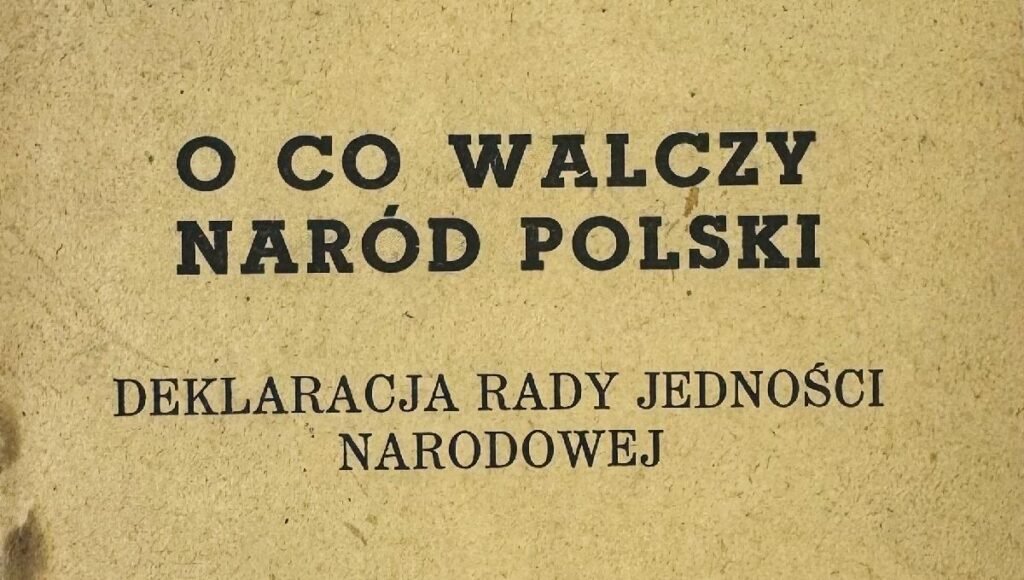 O CO WALCZY
NARÓD POLSKI
DEKLARACJA RADY JEDNOŚCI
NARODOWEJ